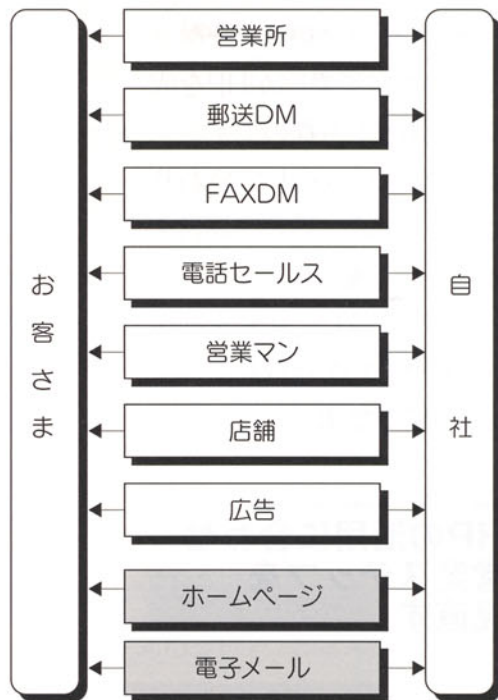 お客さま
営業所
郵送DM
FAXDM
電話セールス
営業マン
店舗
広告
ホームページ
電子メール
自社